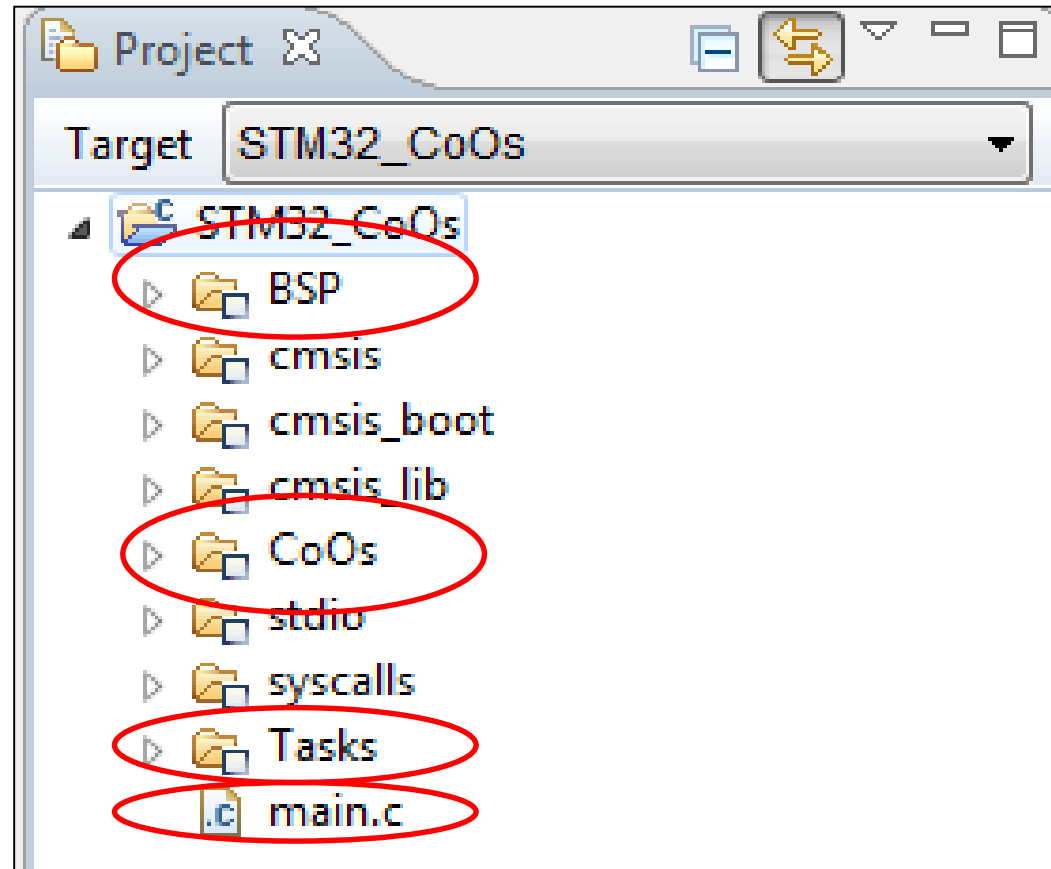 Project
Target STM32_CoOs
STM32_CoOs
BSP
cmsis
cmsis_boot
cmsis_lib
CoOs
stdio
syscalls
Tasks
.c main.c